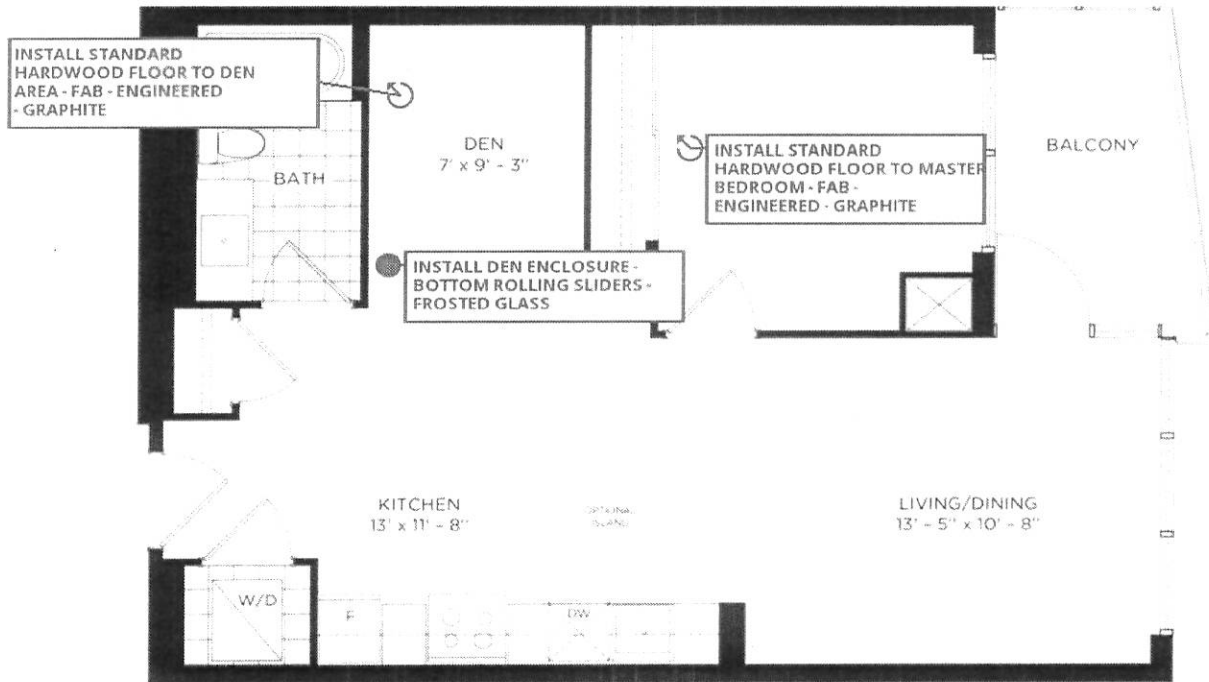 INSTALL STANDARD
HARDWOOD FLOOR TO DEN
AREA - FAB - ENGINEERED
- GRAPHITE
DEN
7' x 9' - 3"
BATH
INSTALL STANDARD
HARDWOOD FLOOR TO MASTER
BEDROOM - FAB -
ENGINEERED - GRAPHITE
BALCONY
INSTALL DEN ENCLOSURE -
BOTTOM ROLLING SLIDERS -
FROSTED GLASS
KITCHEN
13' x 11' - 8"
OPTIONAL
ISLAND
LIVING/DINING
13' - 5" x 10' - 8"
W/D
F
DW